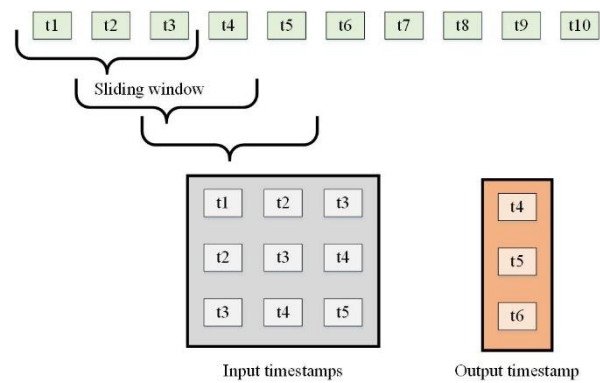 t1 t2 t3 t4 t5 t6 t7 t8 t9 t10
Sliding window
t1 t2 t3
t2 t3 t4
t3 t4 t5
t4
t5
t6
Input timestamps
Output timestamp